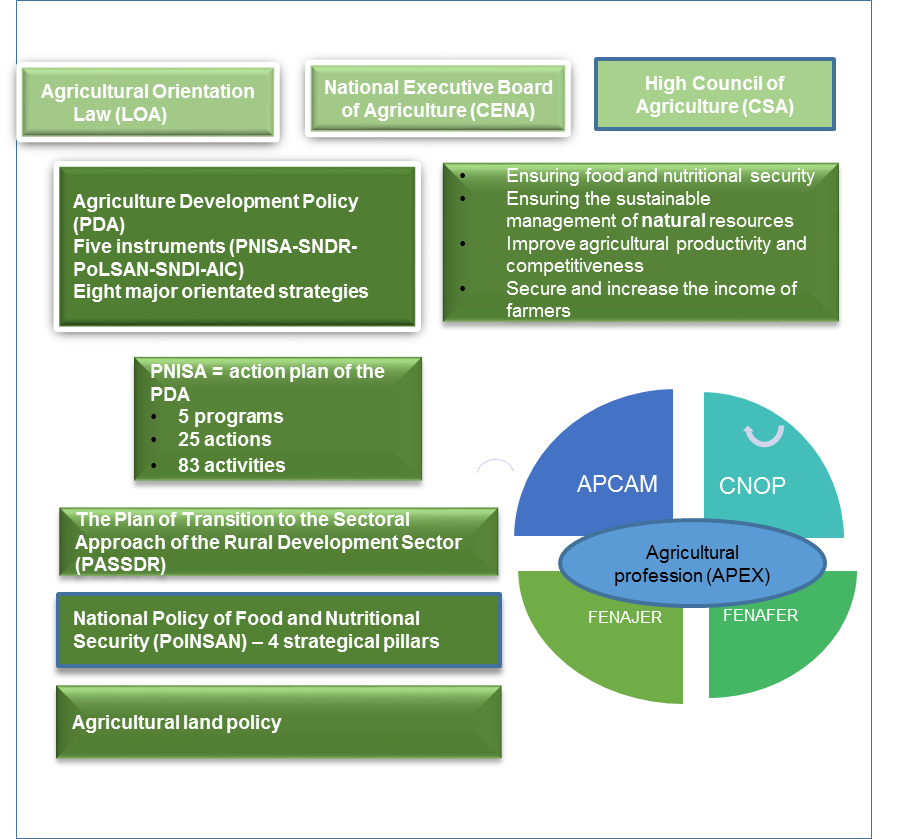 Agricultural Orientation
Law (LOA)
National Executive Board
of Agriculture (CENA)
High Council of
Agriculture (CSA)
Agriculture Development Policy
(PDA)
Five instruments (PNISA-SNDR-
PoLSAN-SNDI-AIC)
Eight major orientated strategies
• Ensuring food and nutritional security
• Ensuring the sustainable
management of natural resources
• Improve agricultural productivity and
competitiveness
• Secure and increase the income of
farmers
PNISA = action plan of the
PDA
• 5 programs
• 25 actions
• 83 activities
The Plan of Transition to the Sectoral
Approach of the Rural Development Sector
(PASSDR)
National Policy of Food and Nutritional
Security (PolNSAN) – 4 strategical pillars
Agricultural land policy
APCAM
CNOP
Agricultural
profession (APEX)
FENAJER
FENAFER